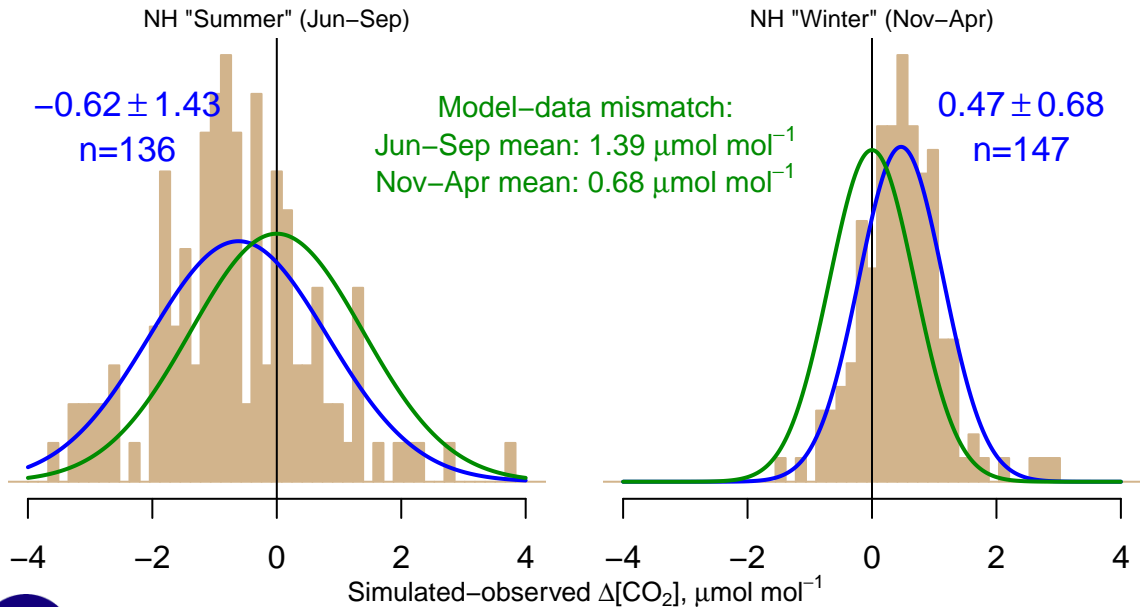 NH "Summer" (Jun−Sep)
NH "Winter" (Nov−Apr)
−0.62 ± 1.43
n=136
Model−data mismatch:
Jun−Sep mean: 1.39 μmol mol⁻¹
Nov−Apr mean: 0.68 μmol mol⁻¹
0.47 ± 0.68
n=147
−4 −2 0 2 4
−4 −2 0 2 4
Simulated−observed Δ[CO₂], μmol mol⁻¹